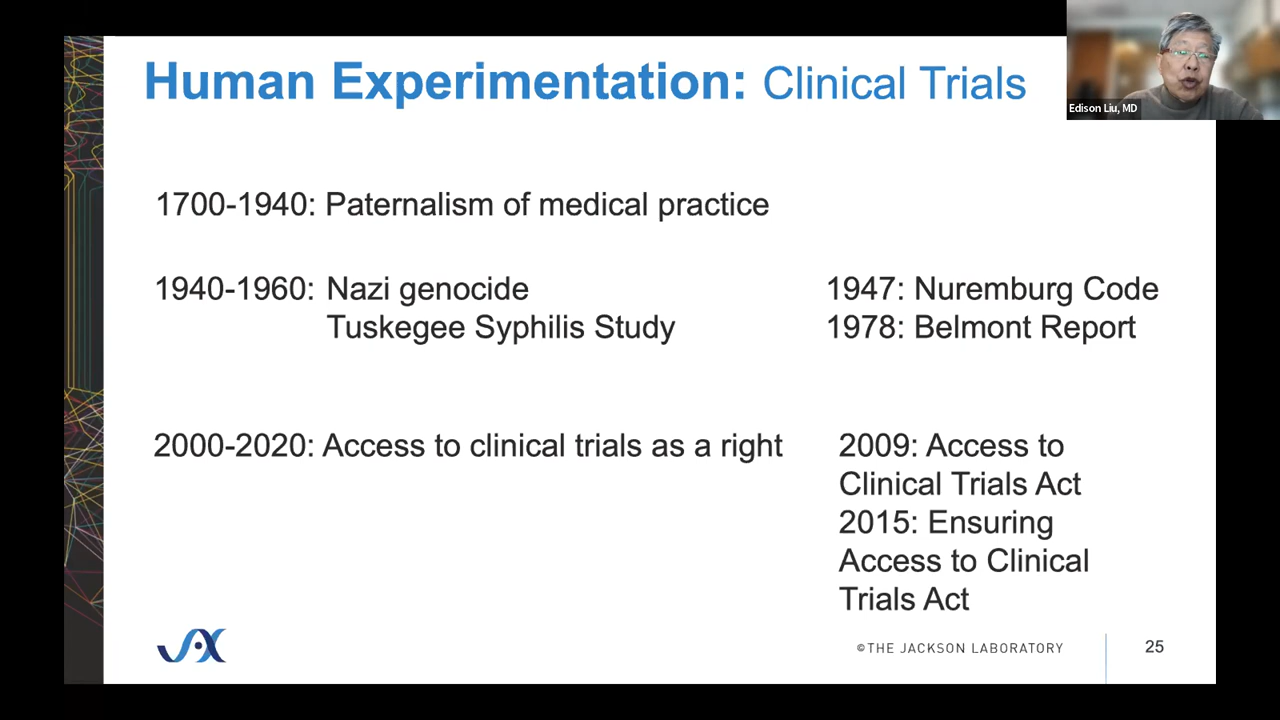 Human Experimentation: Clinical Trials
Edison Liu, MD
1700-1940: Paternalism of medical practice
1940-1960: Nazi genocide
Tuskegee Syphilis Study
1947: Nuremburg Code
1978: Belmont Report
2000-2020: Access to clinical trials as a right
2009: Access to
Clinical Trials Act
2015: Ensuring
Access to Clinical
Trials Act
JAX
©THE JACKSON LABORATORY
25